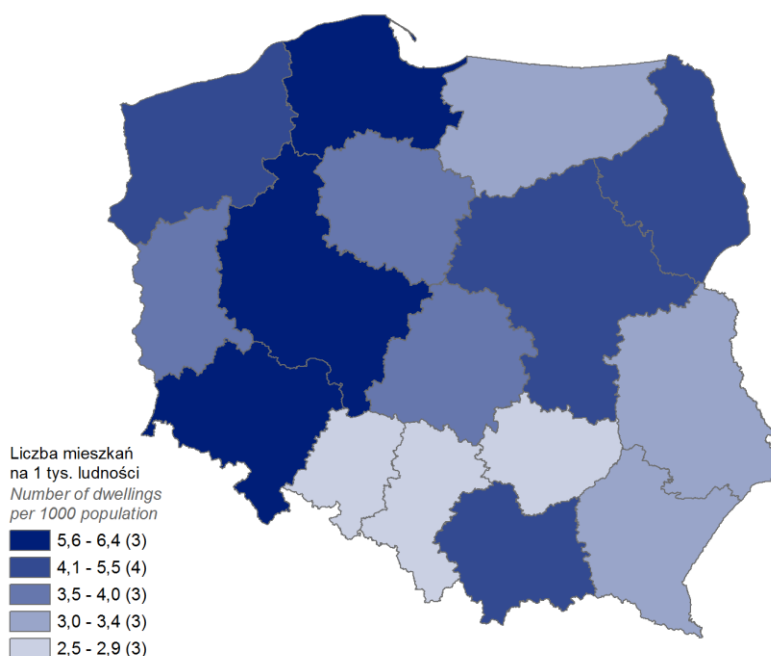 Liczba mieszkań
na 1 tys. ludności
Number of dwellings
per 1000 population
5,6 - 6,4 (3)
4,1 - 5,5 (4)
3,5 - 4,0 (3)
3,0 - 3,4 (3)
2,5 - 2,9 (3)